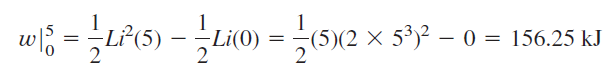 w|₀⁵ = 1/2 Li²(5) − 1/2 Li(0) = 1/2 (5)(2 × 5³)² − 0 = 156.25 kJ